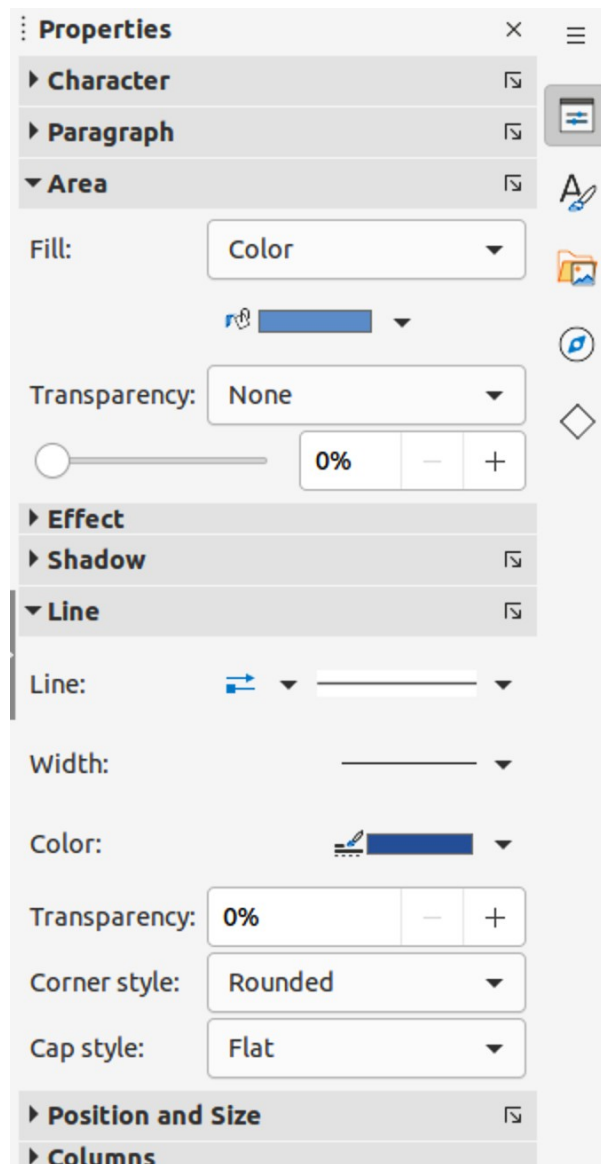 Properties
Character
Paragraph
Area
Fill: Color
Transparency: None
0%
Effect
Shadow
Line
Line:
Width:
Color:
Transparency: 0%
Corner style: Rounded
Cap style: Flat
Position and Size
Columns